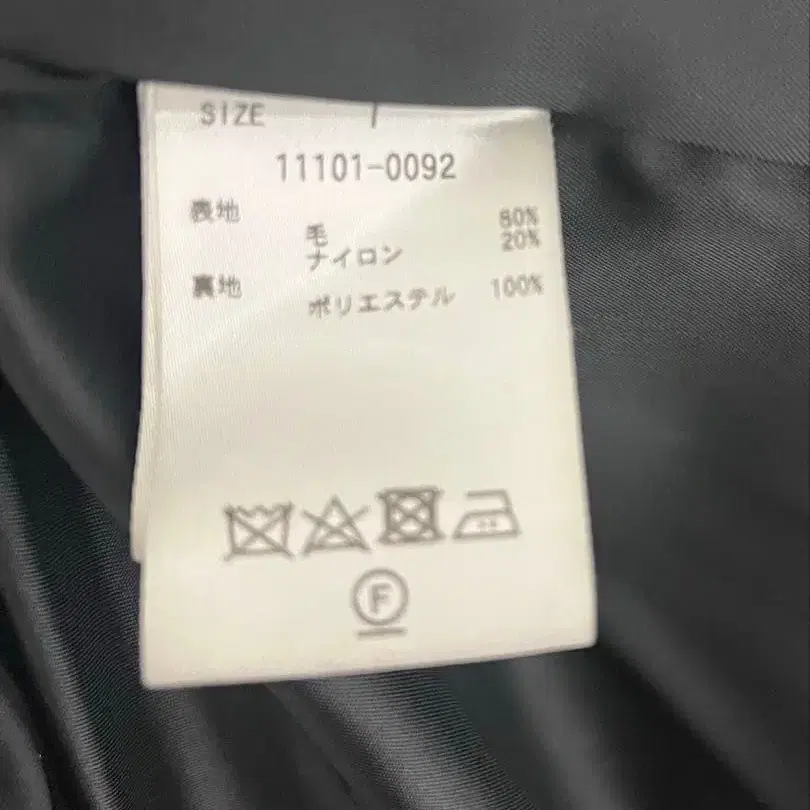 SIZE
11101-0092
表地
毛 80%
ナイロン 20%
裏地
ポリエステル 100%
F